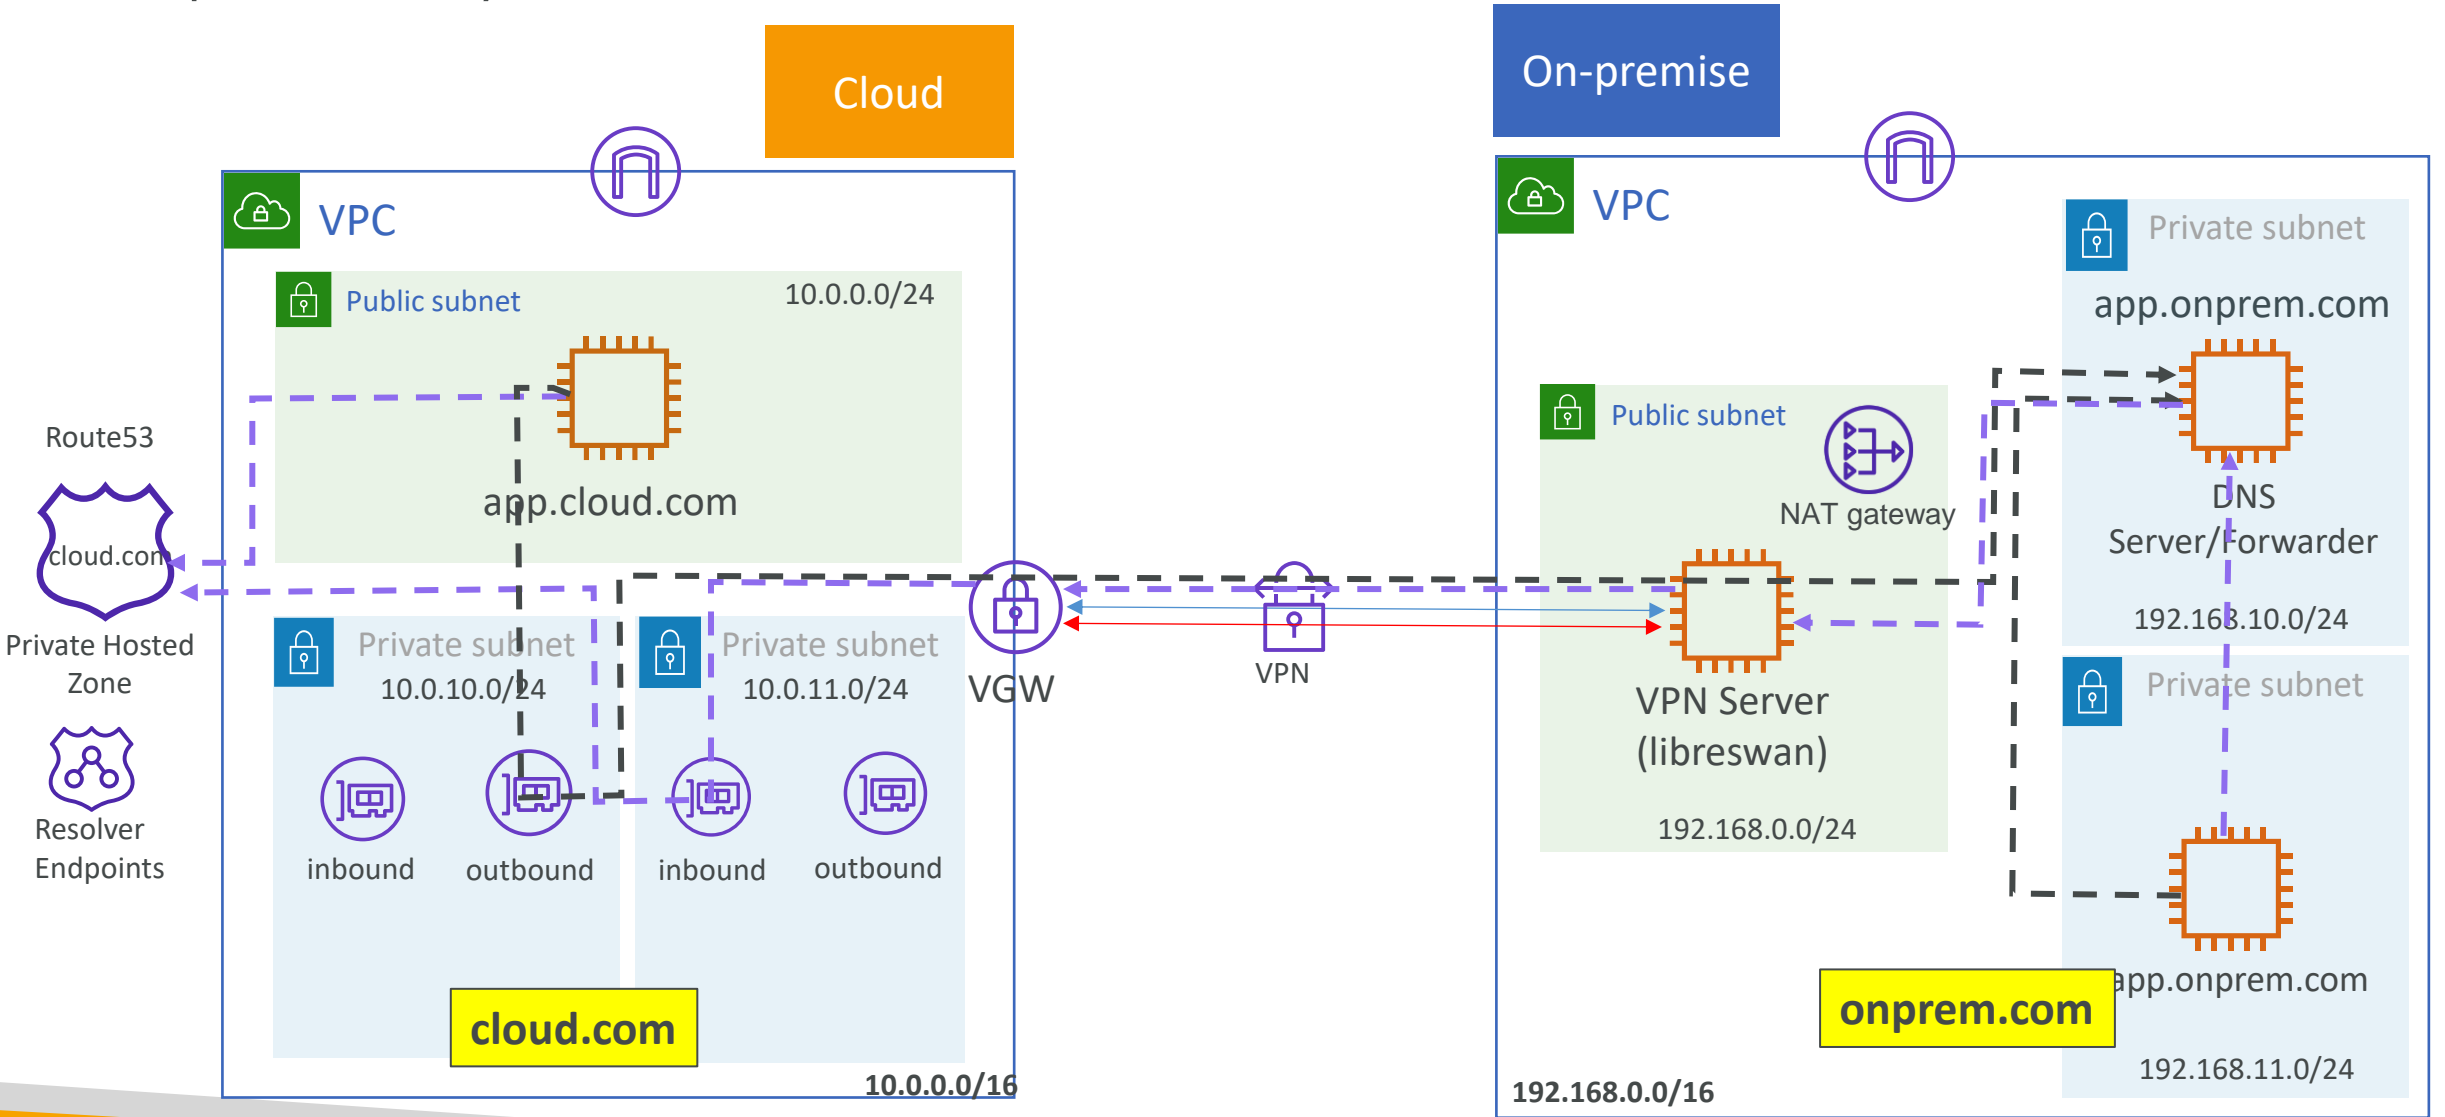 Cloud
On-premise
VPC
Public subnet
10.0.0.0/24
app.cloud.com
Route53
cloud.com
Private Hosted
Zone
Resolver
Endpoints
Private subnet
10.0.10.0/24
inbound
outbound
Private subnet
10.0.11.0/24
inbound
outbound
cloud.com
10.0.0.0/16
VGW
VPN
VPC
Public subnet
NAT gateway
VPN Server
(libreswan)
192.168.0.0/24
Private subnet
app.onprem.com
DNS
Server/Forwarder
192.168.10.0/24
Private subnet
app.onprem.com
onprem.com
192.168.11.0/24
192.168.0.0/16